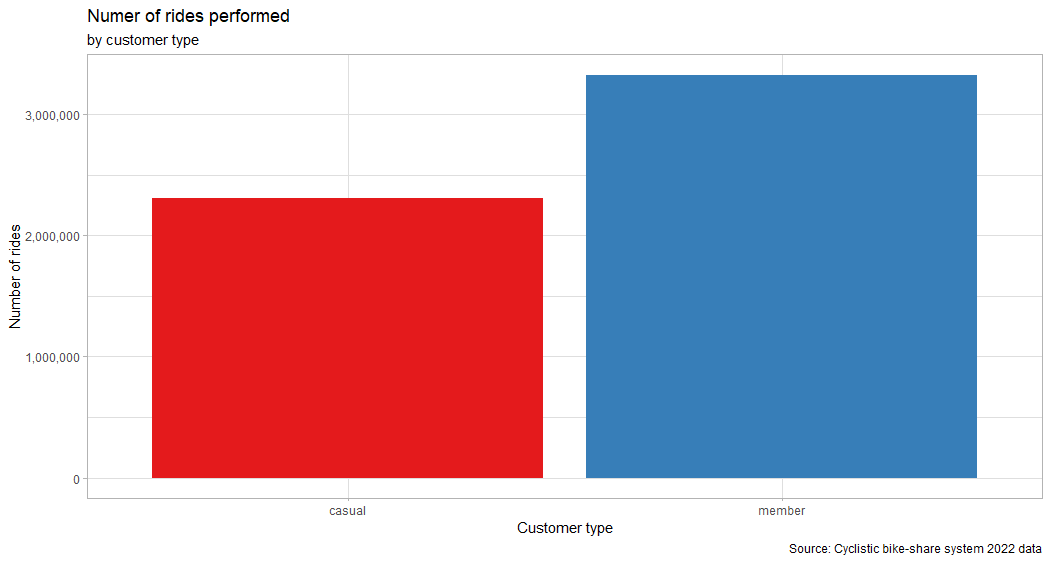 Numer of rides performed
by customer type
Number of rides
3,000,000
2,000,000
1,000,000
0
casual
member
Customer type
Source: Cyclistic bike-share system 2022 data